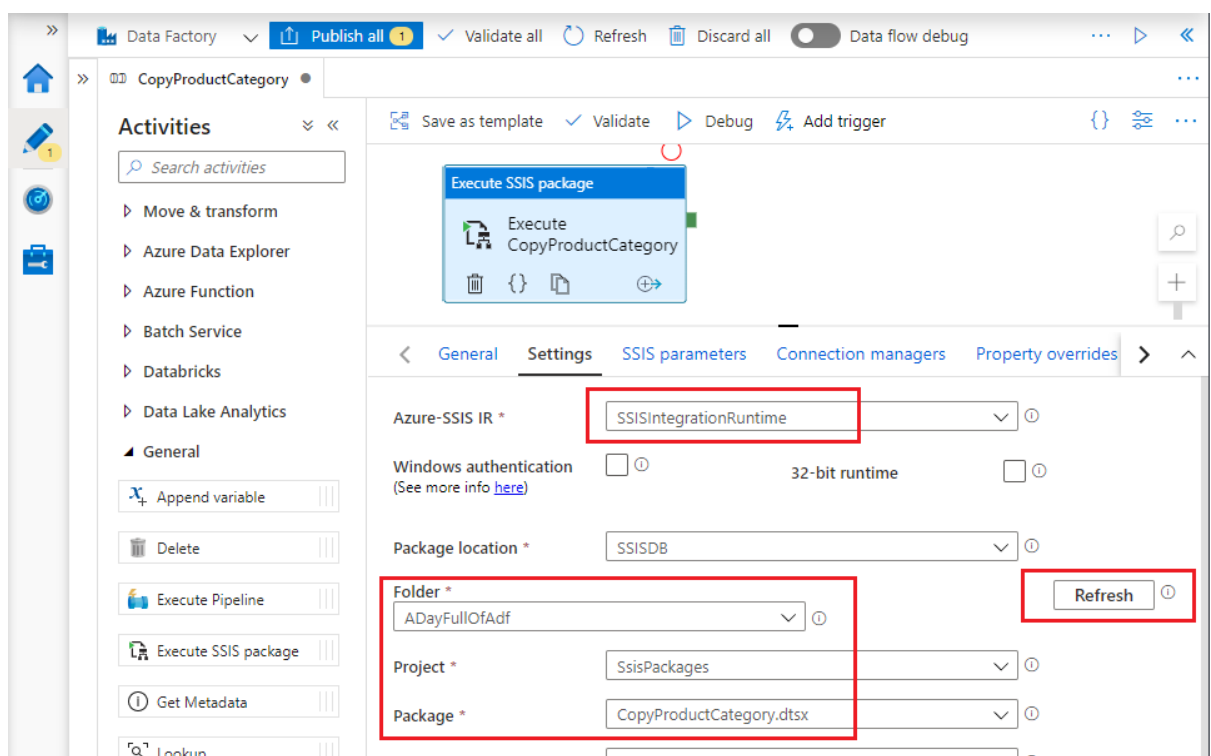 Data Factory
Publish all 1
Validate all
Refresh
Discard all
Data flow debug
CopyProductCategory
1
Activities
Search activities
Move & transform
Azure Data Explorer
Azure Function
Batch Service
Databricks
Data Lake Analytics
General
Append variable
Delete
Execute Pipeline
Execute SSIS package
Get Metadata
Lookup
Save as template
Validate
Debug
Add trigger
Execute SSIS package
Execute
CopyProductCategory
General
Settings
SSIS parameters
Connection managers
Property overrides
Azure-SSIS IR *
SSISIntegrationRuntime
Windows authentication
(See more info here)
32-bit runtime
Package location *
SSISDB
Folder *
ADayFullOfAdf
Refresh
Project *
SsisPackages
Package *
CopyProductCategory.dtsx